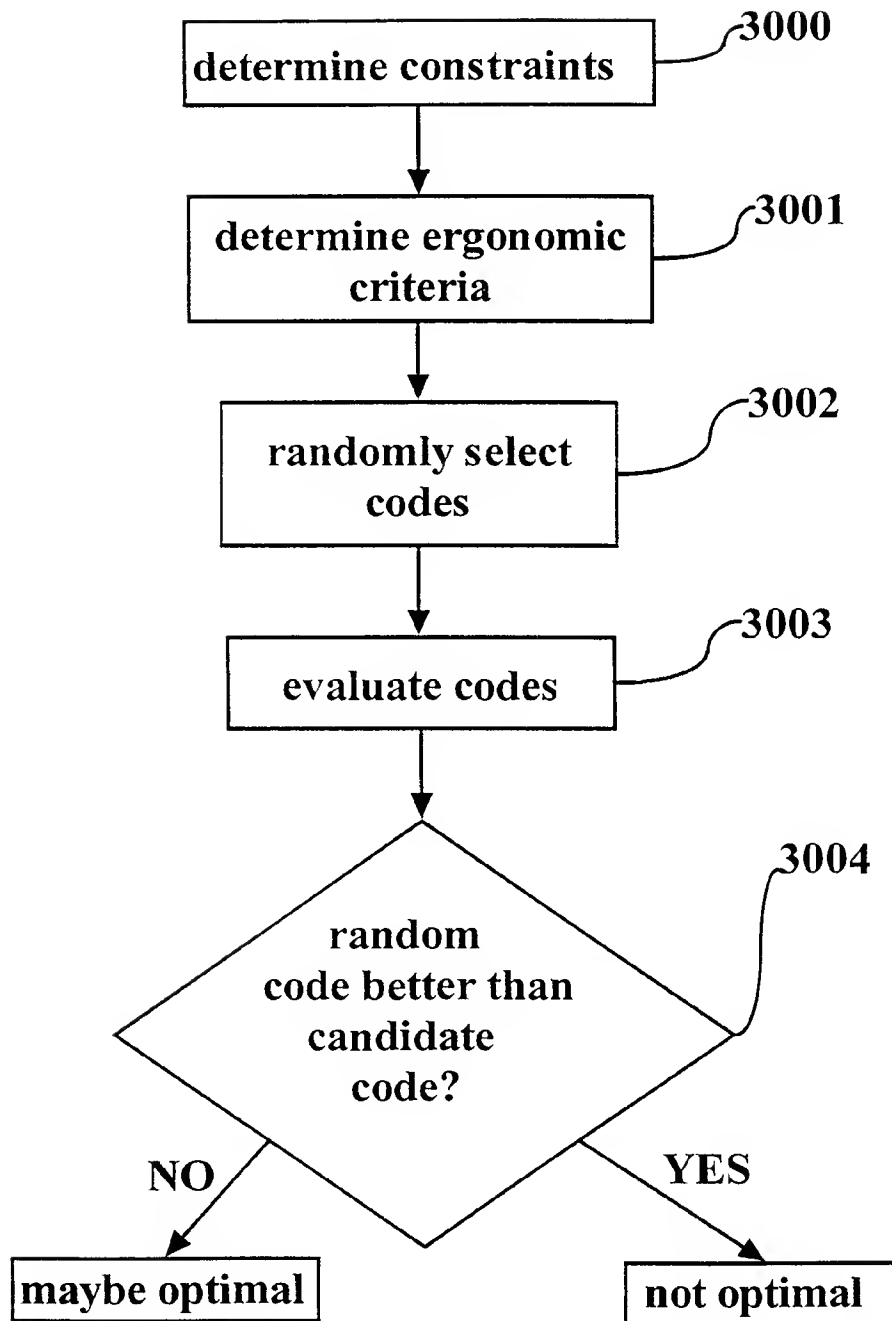 3000
determine constraints
3001
determine ergonomic
criteria
3002
randomly select
codes
3003
evaluate codes
3004
random
code better than
candidate
code?
NO
YES
maybe optimal
not optimal